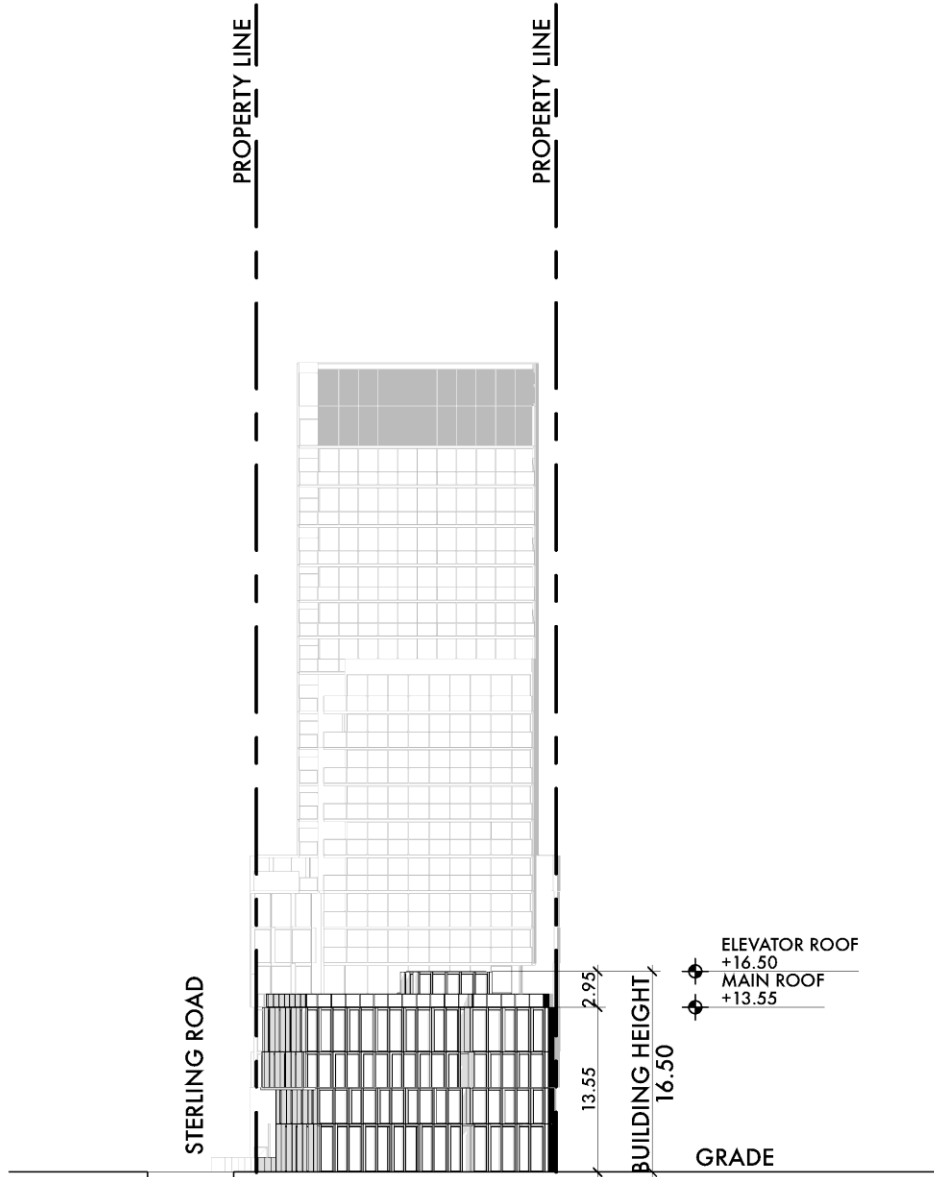 PROPERTY LINE
PROPERTY LINE
ELEVATOR ROOF
+16.50
MAIN ROOF
+13.55
2.95
13.55
BUILDING HEIGHT
16.50
STERLING ROAD
GRADE